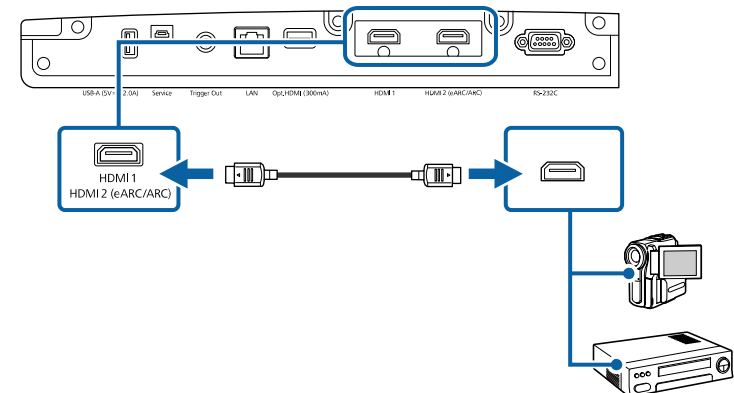 USB-A (5V⎓2.0A) Service Trigger Out LAN Opt.HDMI (300mA) HDMI 1 HDMI 2 (eARC/ARC) RS-232C
HDMI 1
HDMI 2 (eARC/ARC)